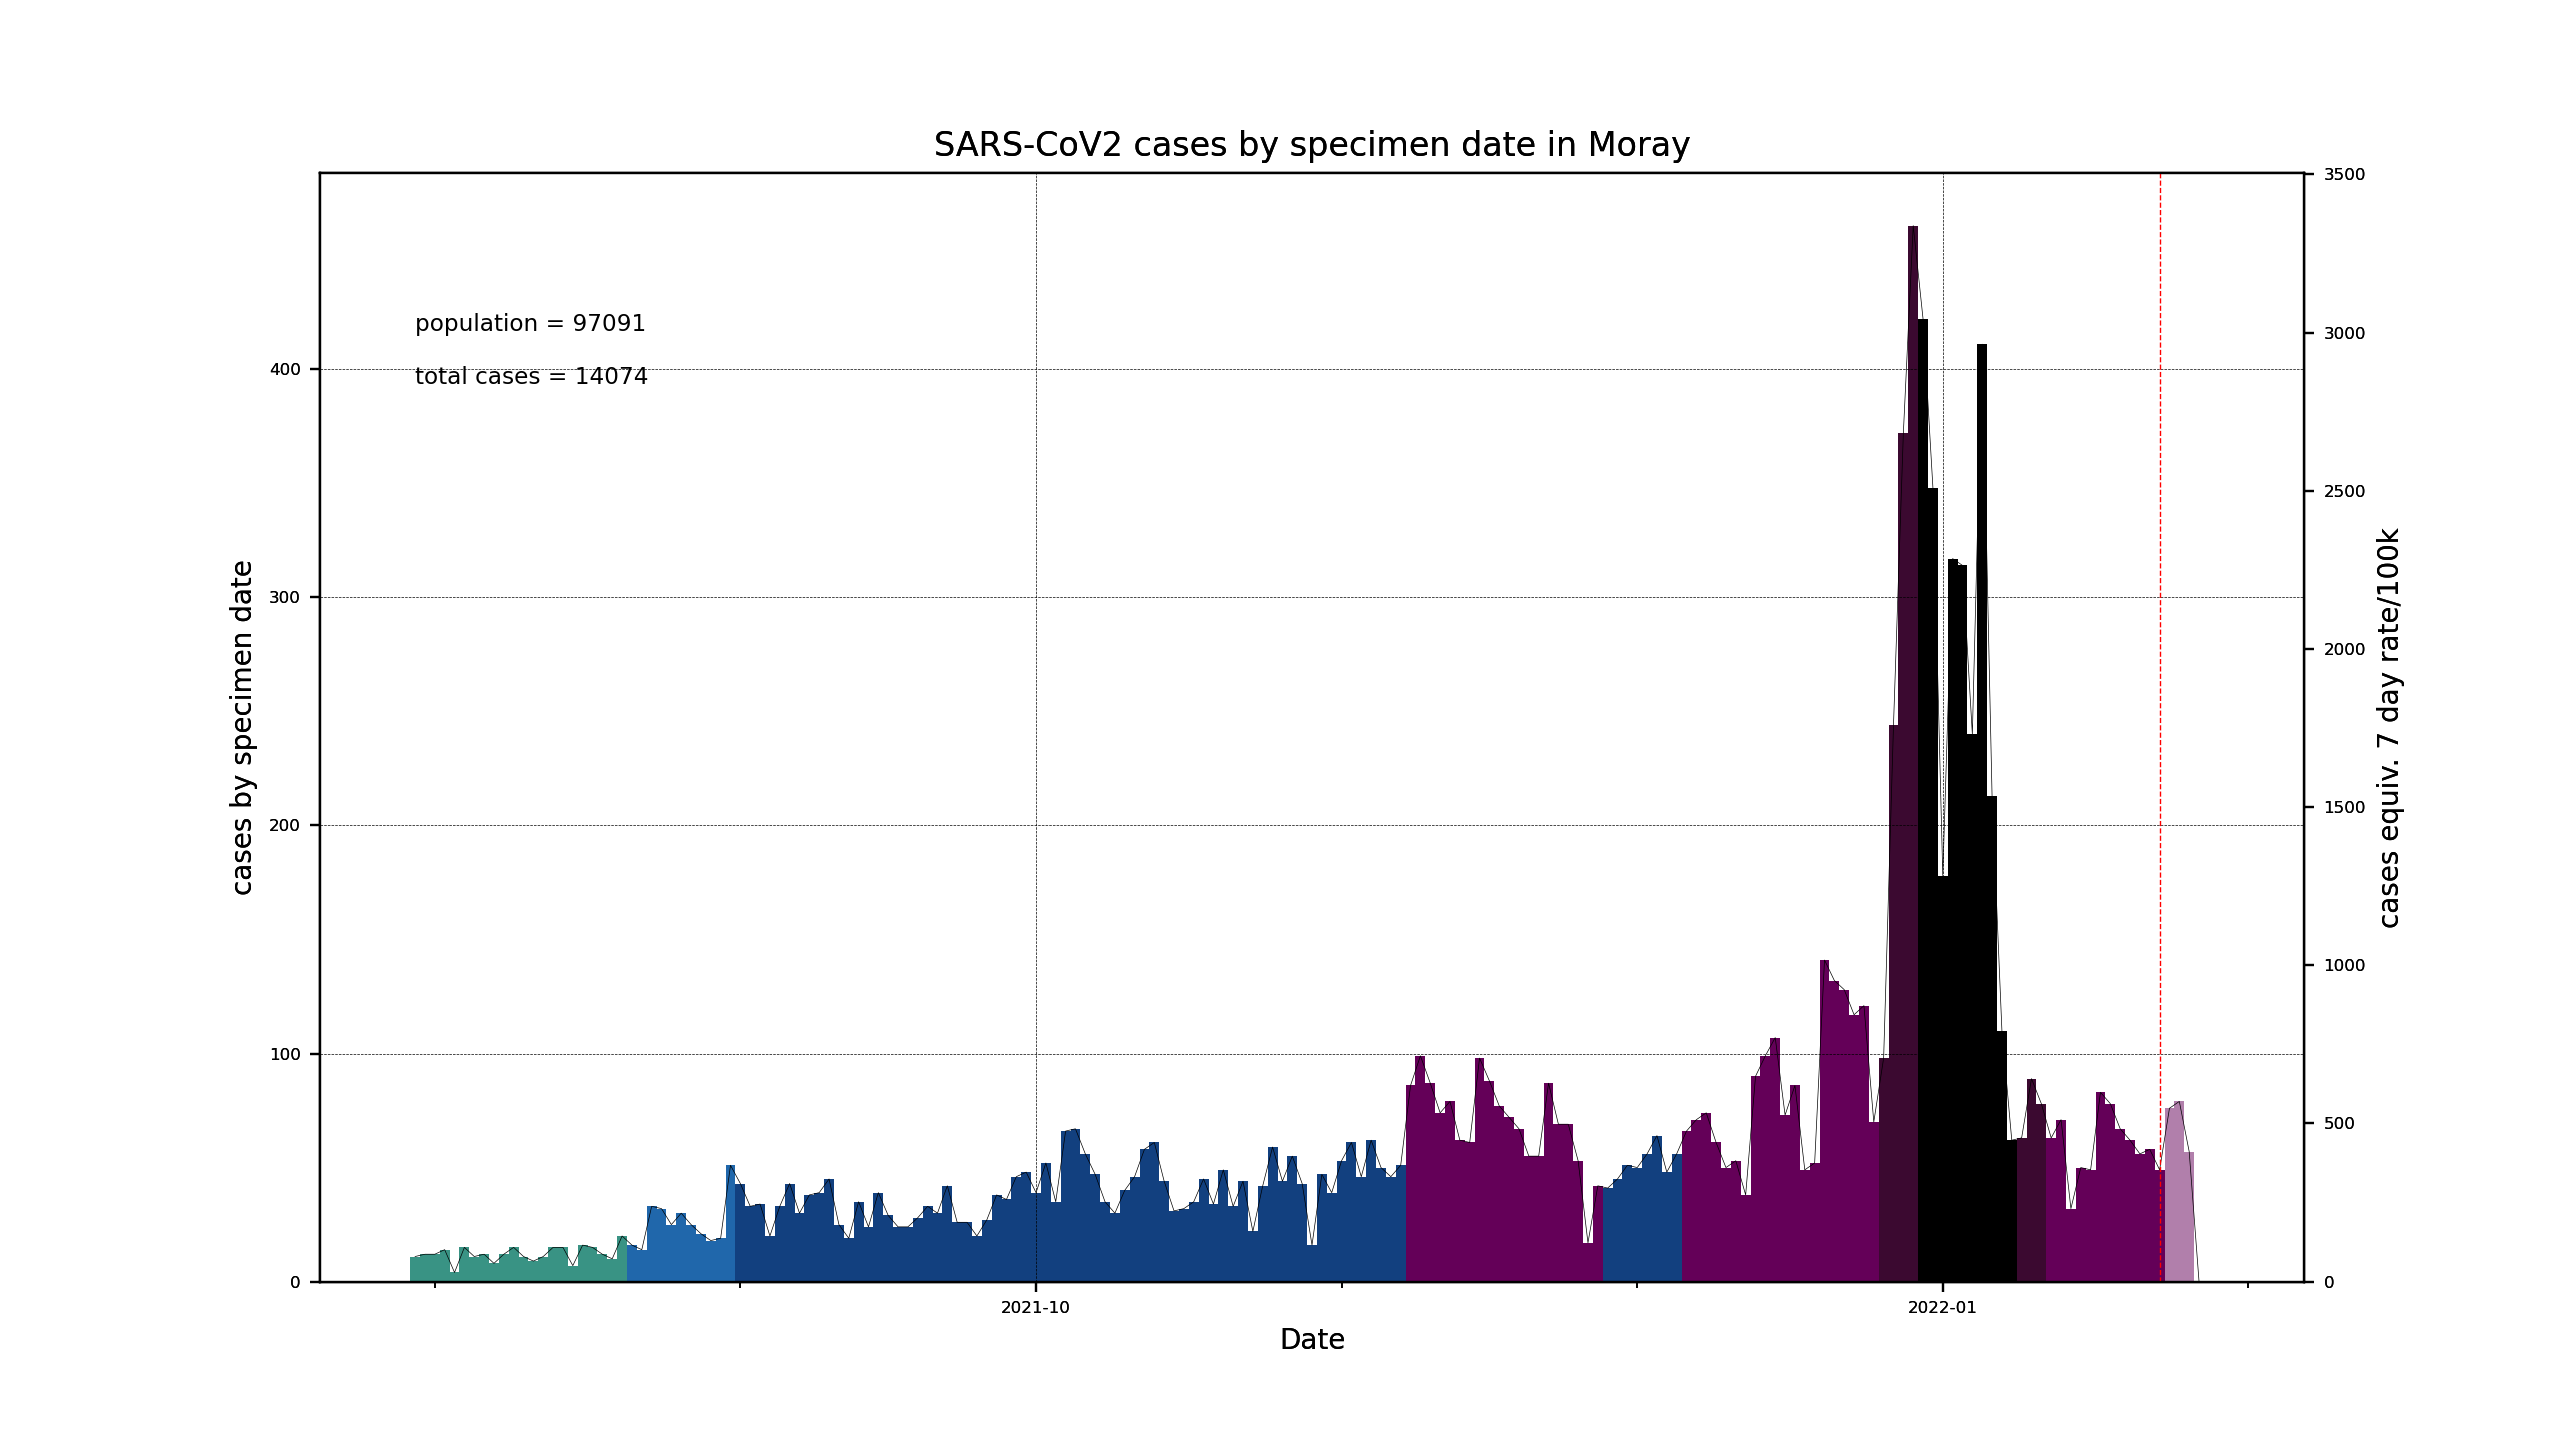 SARS-CoV2 cases by specimen date in Moray
population = 97091
total cases = 14074
cases by specimen date
400
300
200
100
0
3500
3000
2500
2000
1500
1000
500
0
cases equiv. 7 day rate/100k
2021-10
2022-01
Date